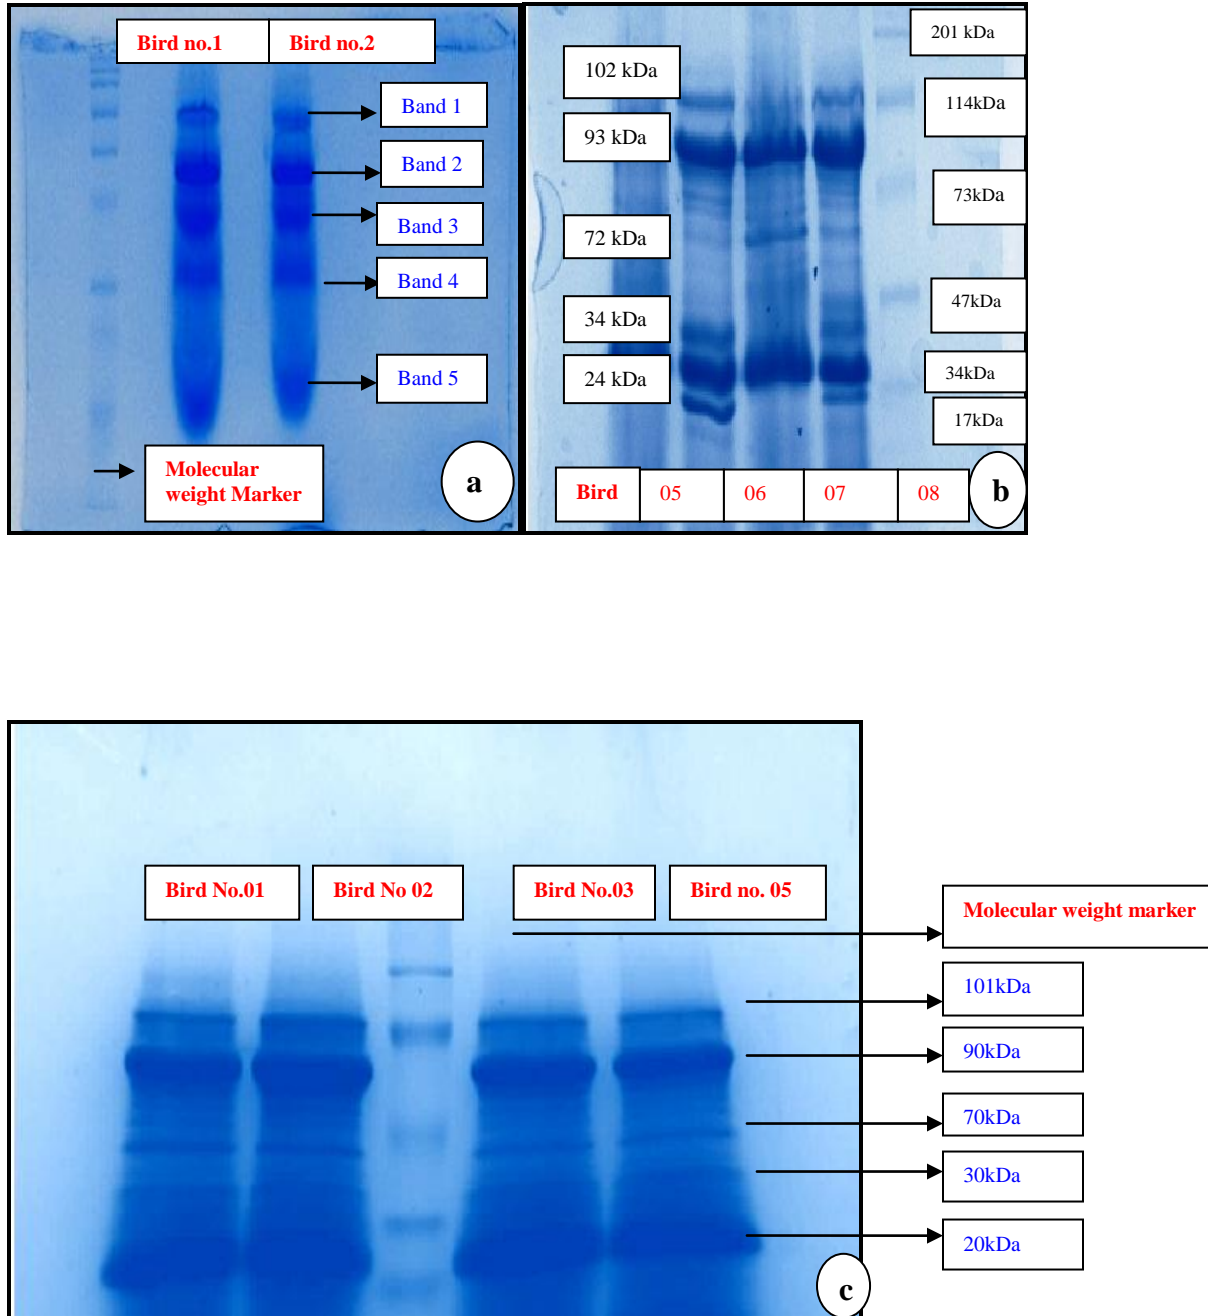 Bird no.1 Bird no.2
Band 1
Band 2
Band 3
Band 4
Band 5
Molecular
weight Marker
a
102 kDa
93 kDa
72 kDa
34 kDa
24 kDa
201 kDa
114kDa
73kDa
47kDa
34kDa
17kDa
Bird 05 06 07 08
b
Bird No.01 Bird No 02 Bird No.03 Bird no. 05
Molecular weight marker
101kDa
90kDa
70kDa
30kDa
20kDa
c